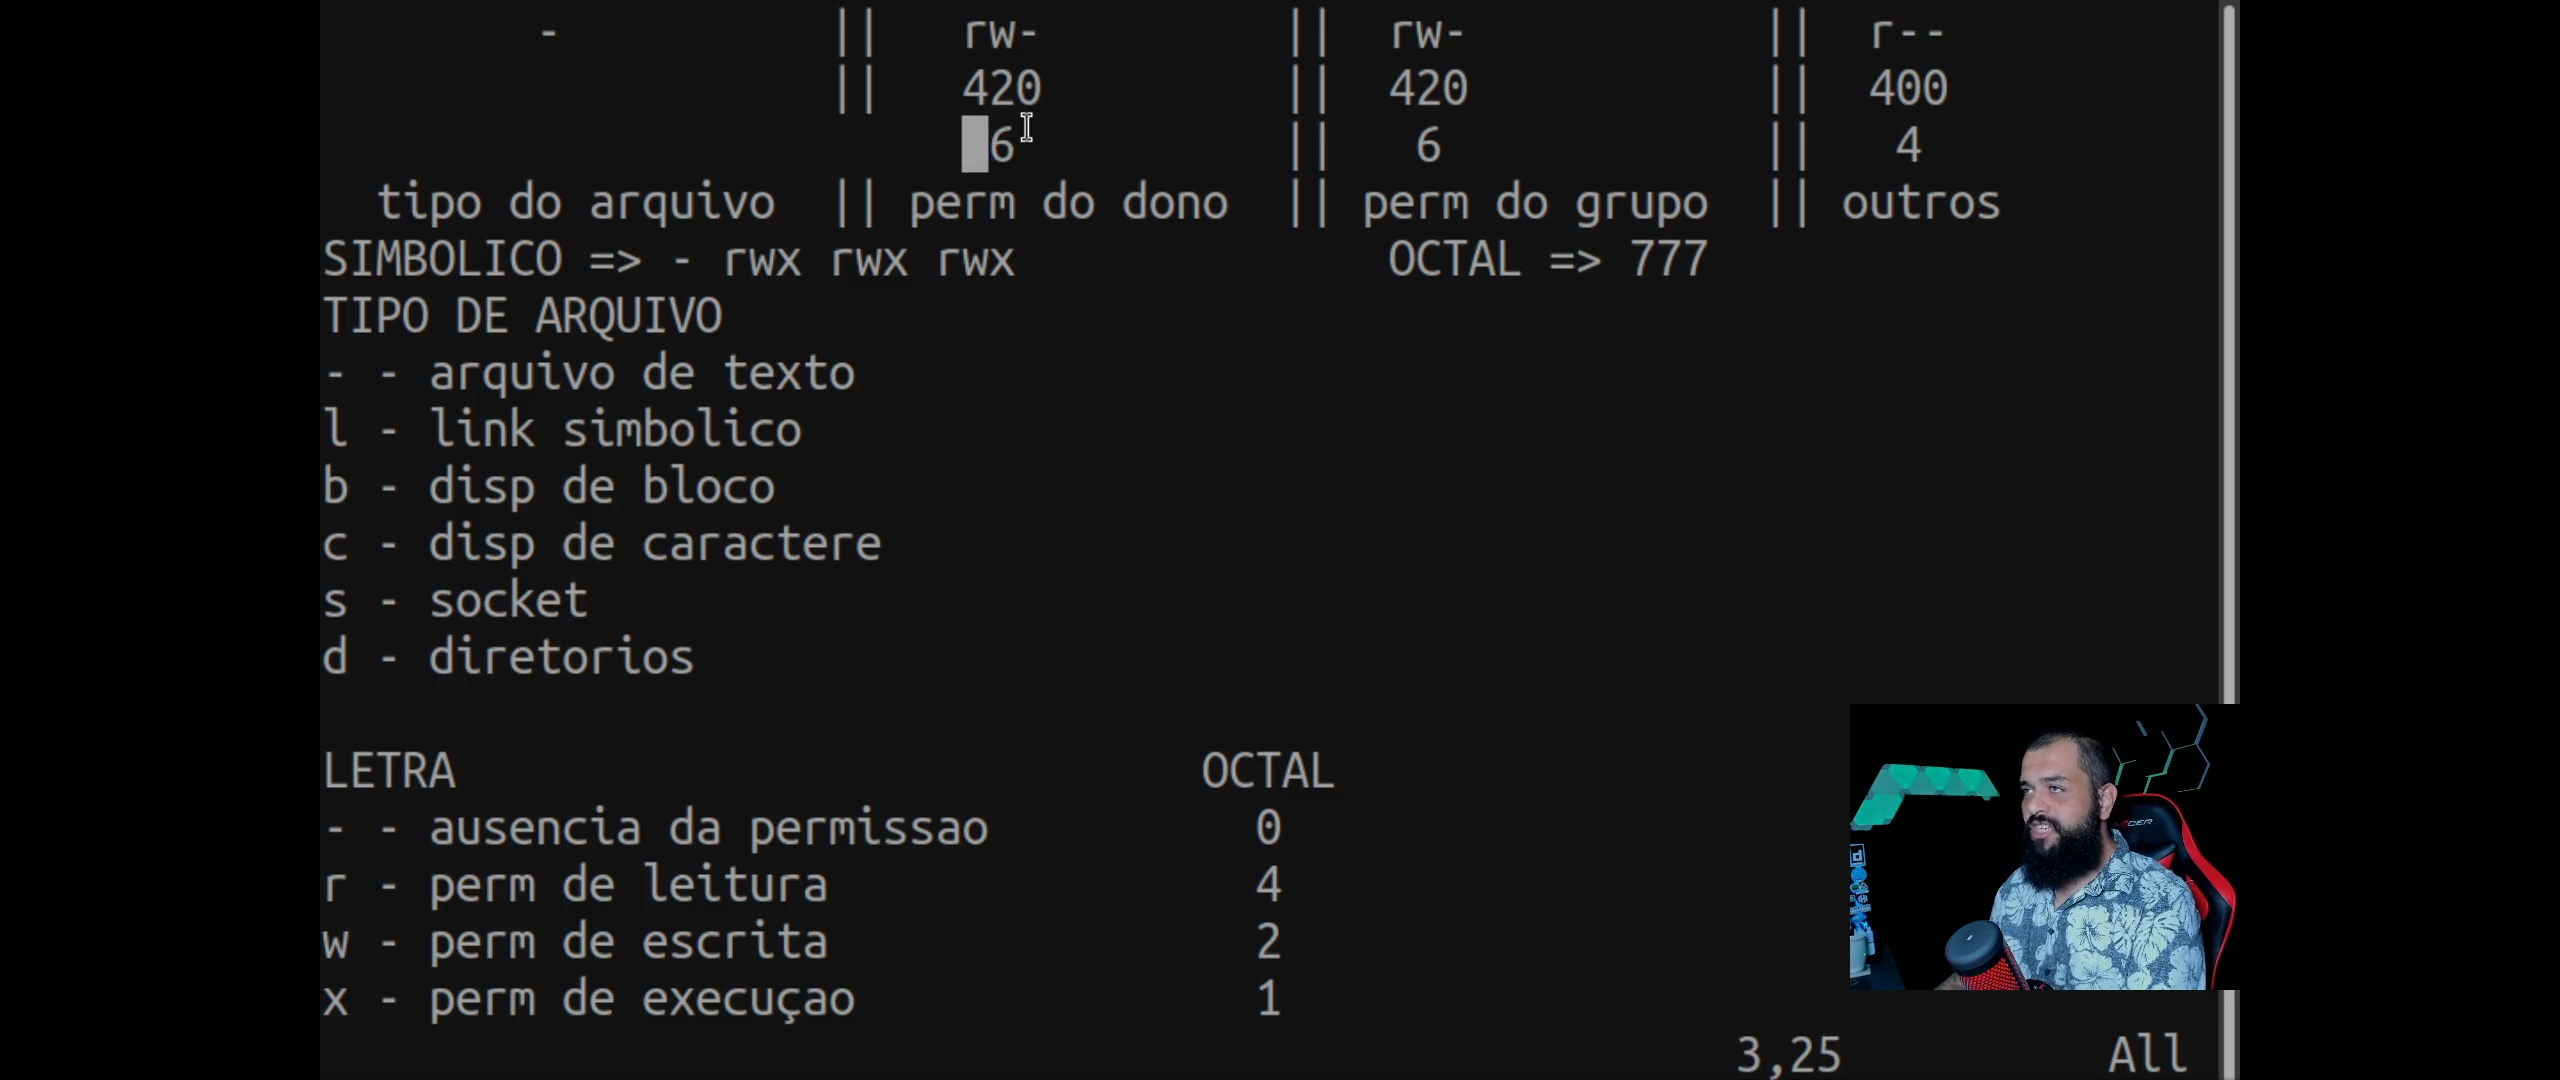 - || rw- || rw- || r--
|| 420 || 420 || 400
6 || 6 || 4
tipo do arquivo || perm do dono || perm do grupo || outros
SIMBOLICO => - rwx rwx rwx OCTAL => 777
TIPO DE ARQUIVO
- - arquivo de texto
l - link simbolico
b - disp de bloco
c - disp de caractere
s - socket
d - diretorios
LETRA OCTAL
- - ausencia da permissao 0
r - perm de leitura 4
w - perm de escrita 2
x - perm de execuçao 1
3,25 All